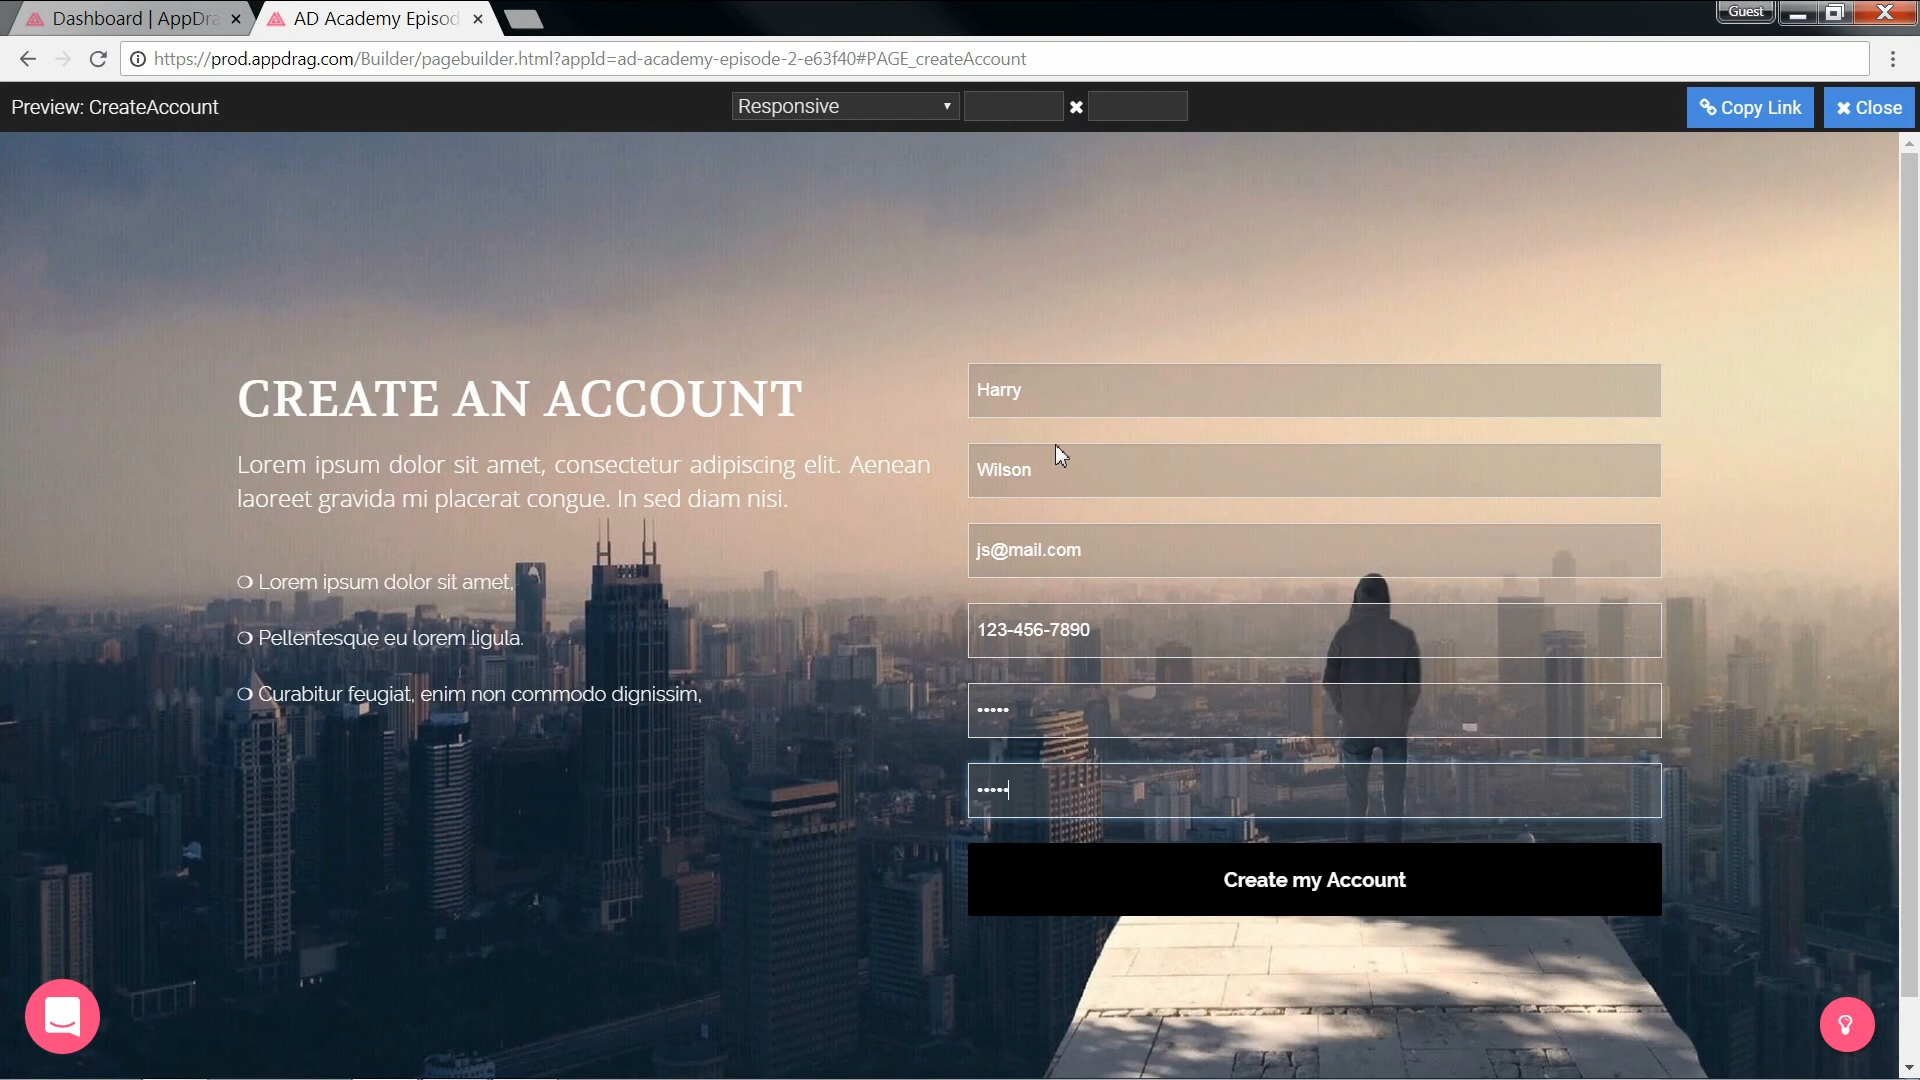 Dashboard | AppDra
AD Academy Episod
Guest
https://prod.appdrag.com/Builder/pagebuilder.html?appId=ad-academy-episode-2-e63f40#PAGE_createAccount
Preview: CreateAccount
Responsive
Copy Link
Close
CREATE AN ACCOUNT
Lorem ipsum dolor sit amet, consectetur adipiscing elit. Aenean
laoreet gravida mi placerat congue. In sed diam nisi.
Lorem ipsum dolor sit amet,
Pellentesque eu lorem ligula.
Curabitur feugiat, enim non commodo dignissim,
Harry
Wilson
js@mail.com
123-456-7890
•••••
•••••
Create my Account